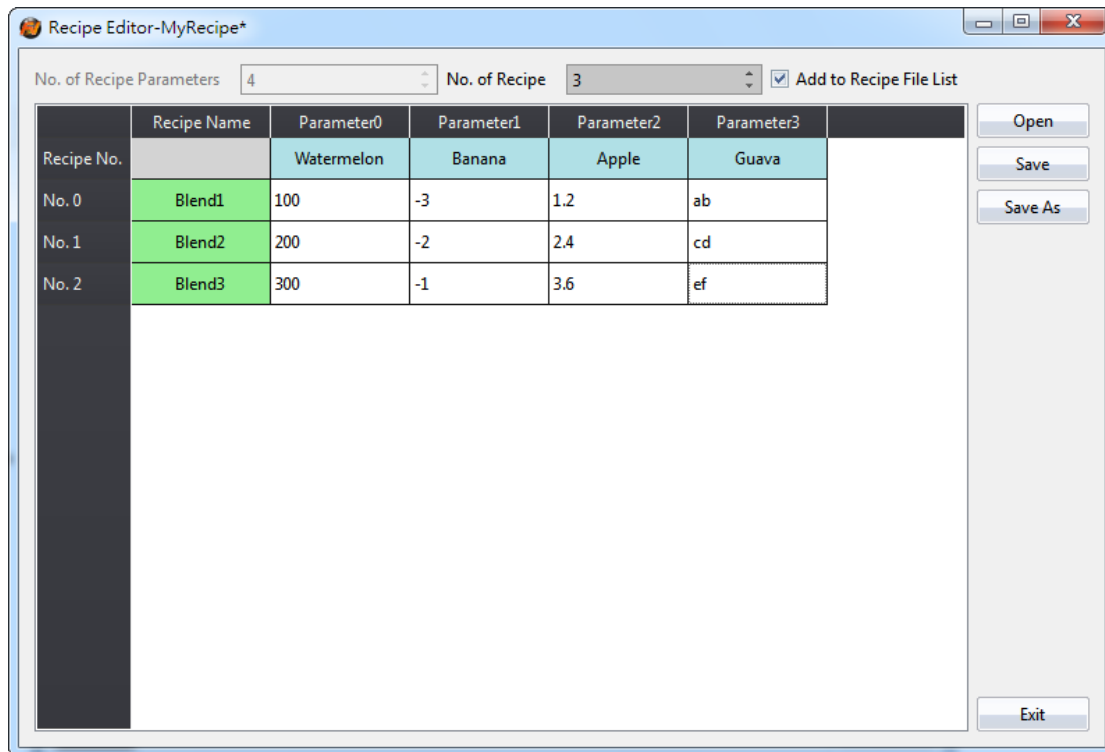 Recipe Editor-MyRecipe*
No. of Recipe Parameters 4 No. of Recipe 3 Add to Recipe File List
Recipe Name Parameter0 Parameter1 Parameter2 Parameter3 Open
Recipe No. Watermelon Banana Apple Guava Save
No. 0 Blend1 100 -3 1.2 ab Save As
No. 1 Blend2 200 -2 2.4 cd
No. 2 Blend3 300 -1 3.6 ef
Exit